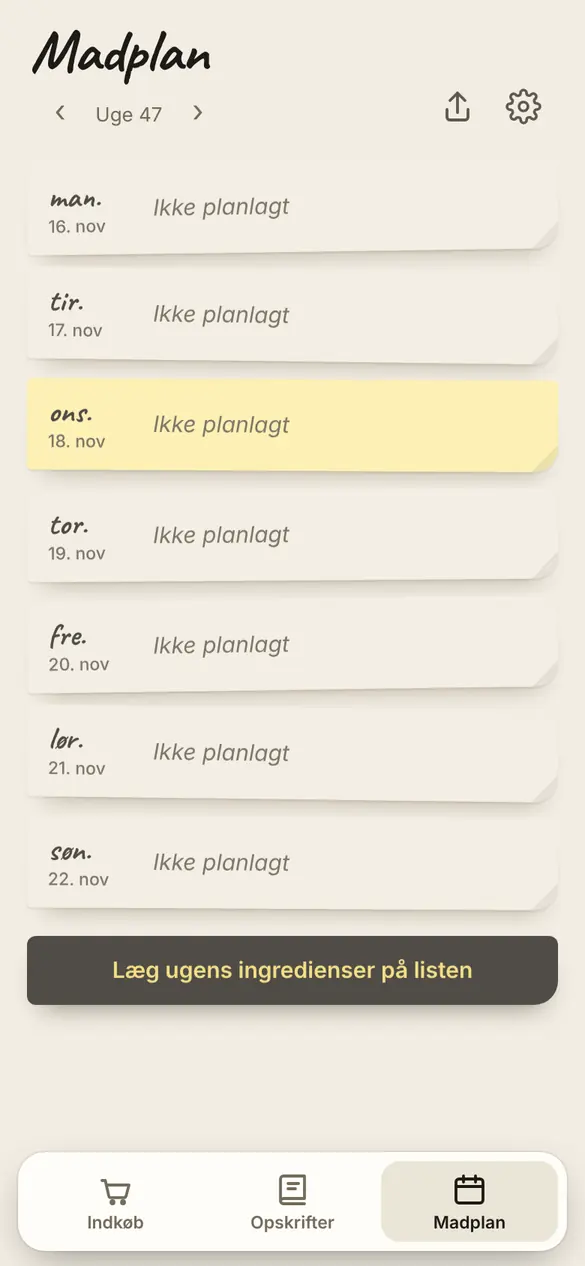 Madplan
Uge 47
man.
16. nov
Ikke planlagt
tir.
17. nov
Ikke planlagt
ons.
18. nov
Ikke planlagt
tor.
19. nov
Ikke planlagt
fre.
20. nov
Ikke planlagt
lør.
21. nov
Ikke planlagt
søn.
22. nov
Ikke planlagt
Læg ugens ingredienser på listen
Indkøb
Opskrifter
Madplan